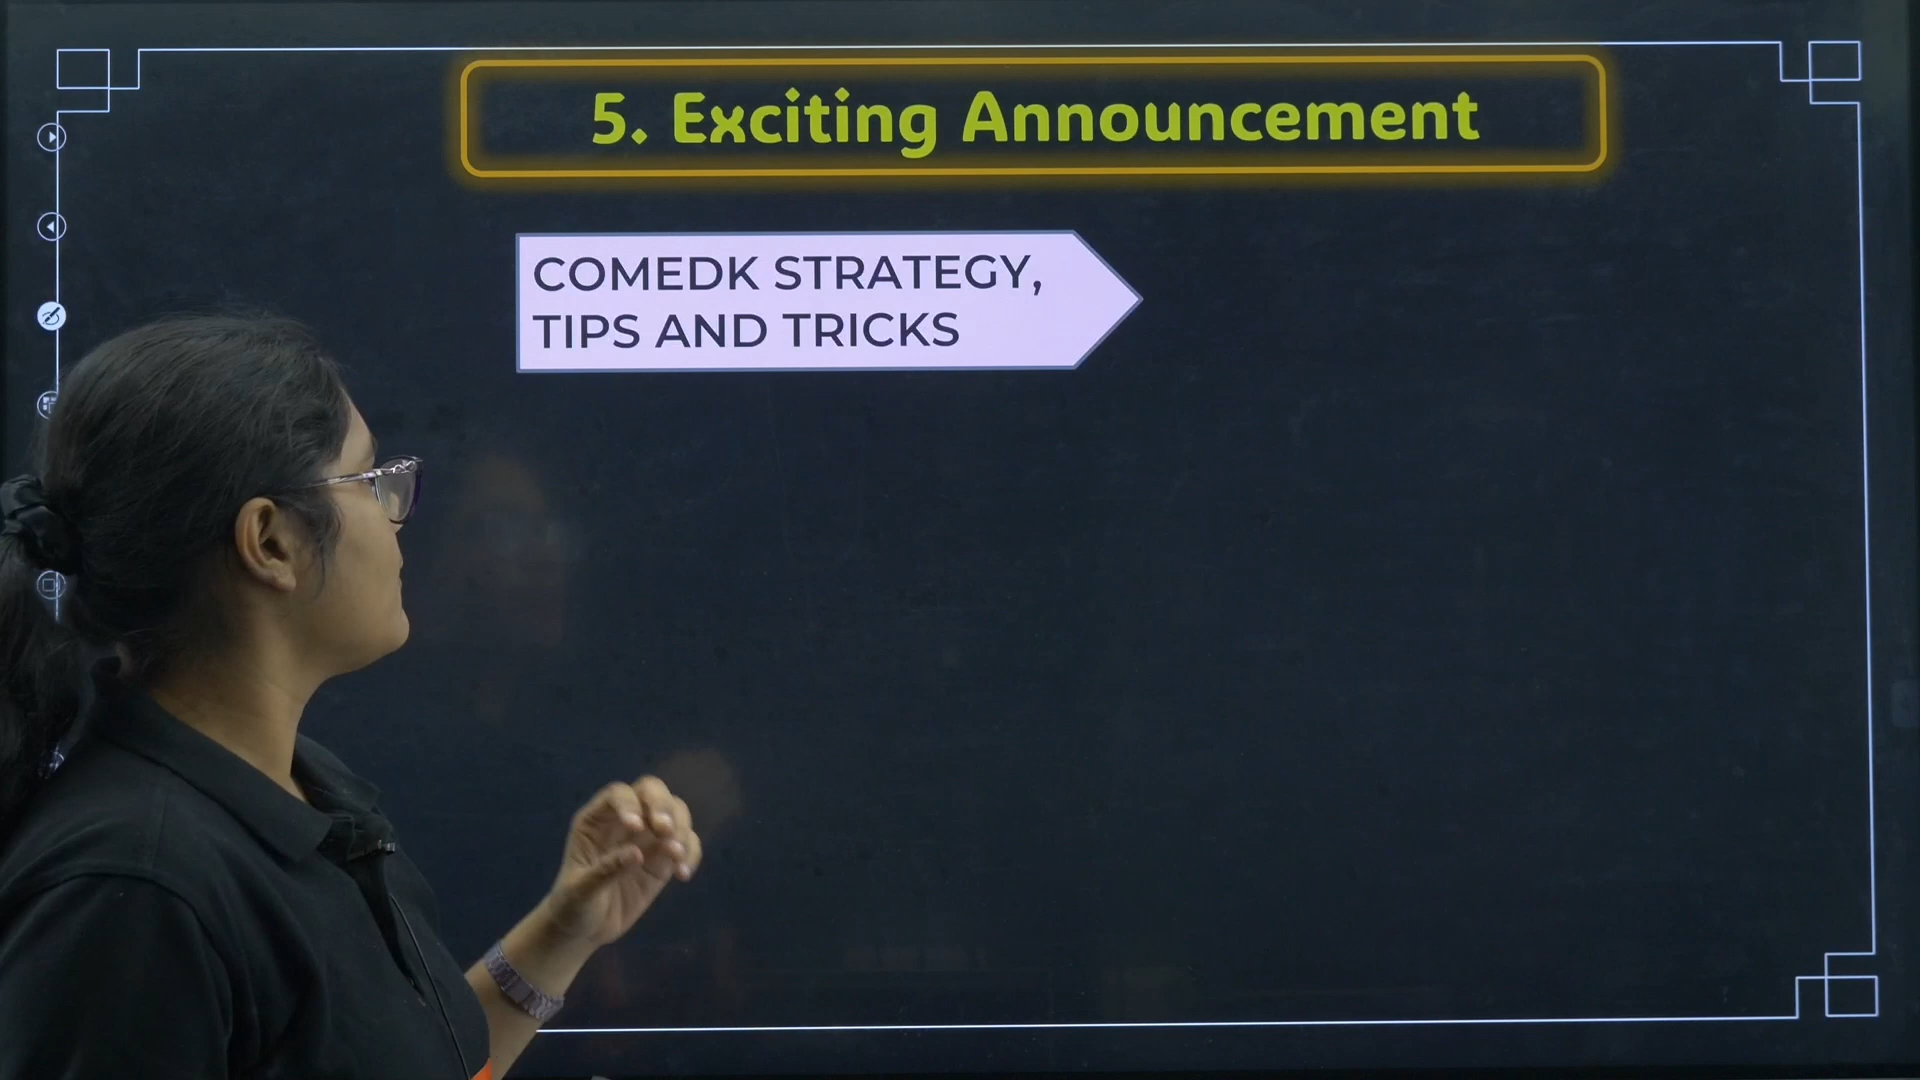 5. Exciting Announcement
COMEDK STRATEGY,
TIPS AND TRICKS